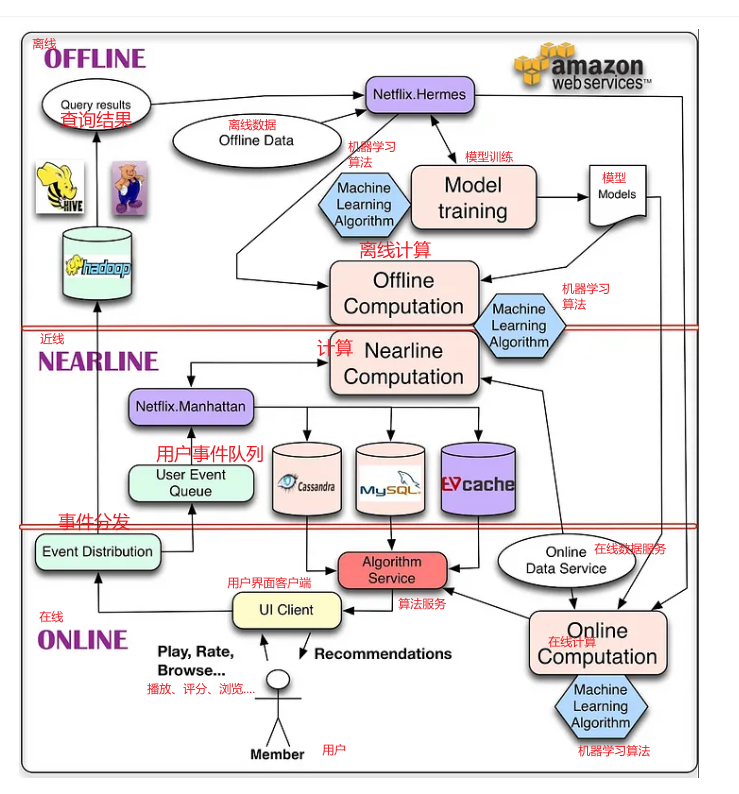 离线
OFFLINE
amazon
web services™
Query results
查询结果
Netflix.Hermes
离线数据
Offline Data
机器学习
算法
模型训练
Model
training
模型
Models
Machine
Learning
Algorithm
HIVE
hadoop
离线计算
Offline
Computation
机器学习
算法
Machine
Learning
Algorithm
近线
NEARLINE
计算
Nearline
Computation
Netflix.Manhattan
用户事件队列
User Event
Queue
Cassandra
MySQL
EVcache
事件分发
Event Distribution
Algorithm
Service
算法服务
Online
Data Service
在线数据服务
在线
ONLINE
用户界面客户端
UI Client
Play, Rate,
Browse...
播放、评分、浏览....
Recommendations
Online
Computation
在线计算
Machine
Learning
Algorithm
机器学习算法
Member
用户